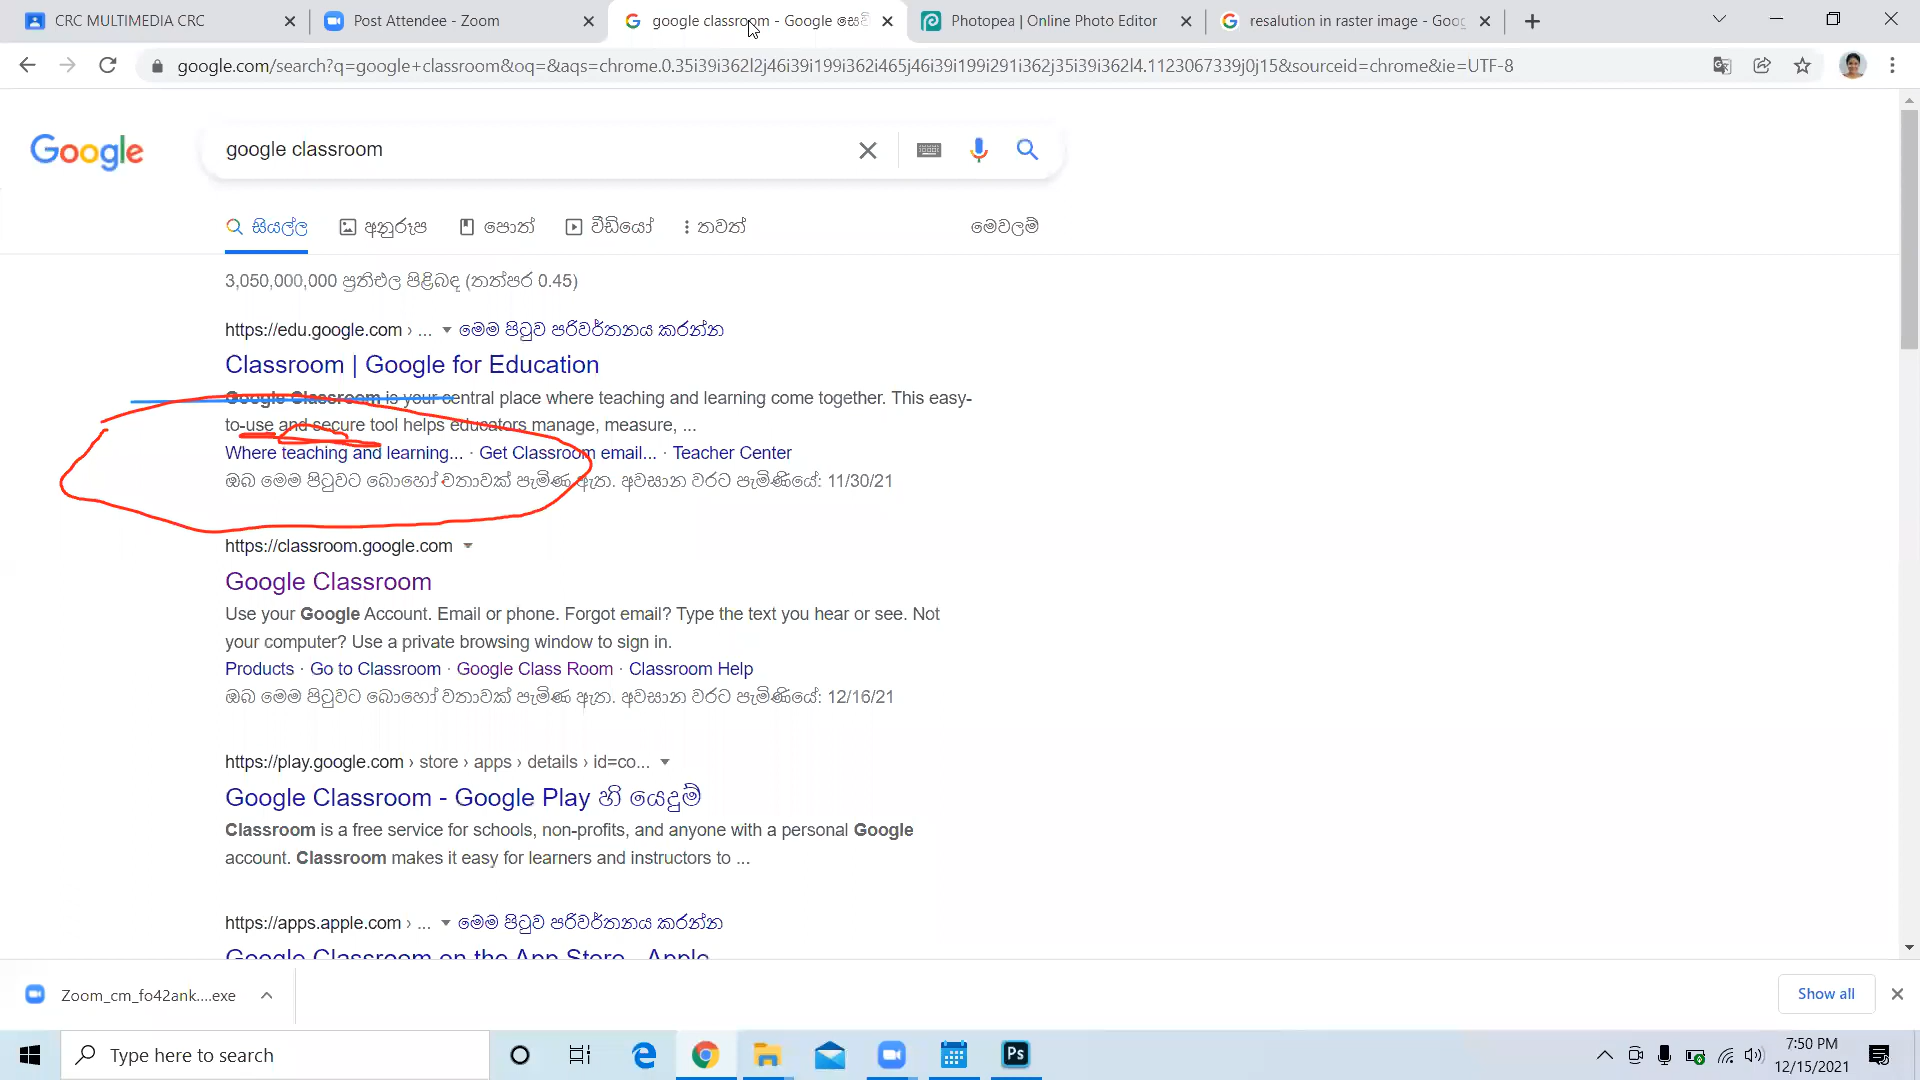 CRC MULTIMEDIA CRC
Post Attendee - Zoom
google classroom - Google සෙවි
Photopea | Online Photo Editor
resalution in raster image - Goog
google.com/search?q=google+classroom&oq=&aqs=chrome.0.35i39i362l2j46i39i199i362i465j46i39i199i291i362j35i39i362l4.1123067339j0j15&sourceid=chrome&ie=UTF-8
Google
google classroom
සියල්ල
අනුරූප
පොත්
වීඩියෝ
තවත්
මෙවලම්
3,050,000,000 ප්‍රතිඵල පිළිබඳ (තත්පර 0.45)
https://edu.google.com › ... මෙම පිටුව පරිවර්තනය කරන්න
Classroom | Google for Education
Google Classroom is your central place where teaching and learning come together. This easy-
to-use and secure tool helps educators manage, measure, ...
Where teaching and learning... · Get Classroom email... · Teacher Center
ඔබ මෙම පිටුවට බොහෝ වතාවක් පැමිණ ඇත. අවසාන වරට පැමිණියේ: 11/30/21
https://classroom.google.com
Google Classroom
Use your Google Account. Email or phone. Forgot email? Type the text you hear or see. Not
your computer? Use a private browsing window to sign in.
Products · Go to Classroom · Google Class Room · Classroom Help
ඔබ මෙම පිටුවට බොහෝ වතාවක් පැමිණ ඇත. අවසාන වරට පැමිණියේ: 12/16/21
https://play.google.com › store › apps › details › id=co...
Google Classroom - Google Play හි යෙදුම්
Classroom is a free service for schools, non-profits, and anyone with a personal Google
account. Classroom makes it easy for learners and instructors to ...
https://apps.apple.com › ... මෙම පිටුව පරිවර්තනය කරන්න
Google Classroom on the App Store - Apple
Zoom_cm_fo42ank....exe
Show all
Type here to search
Ps
7:50 PM
12/15/2021